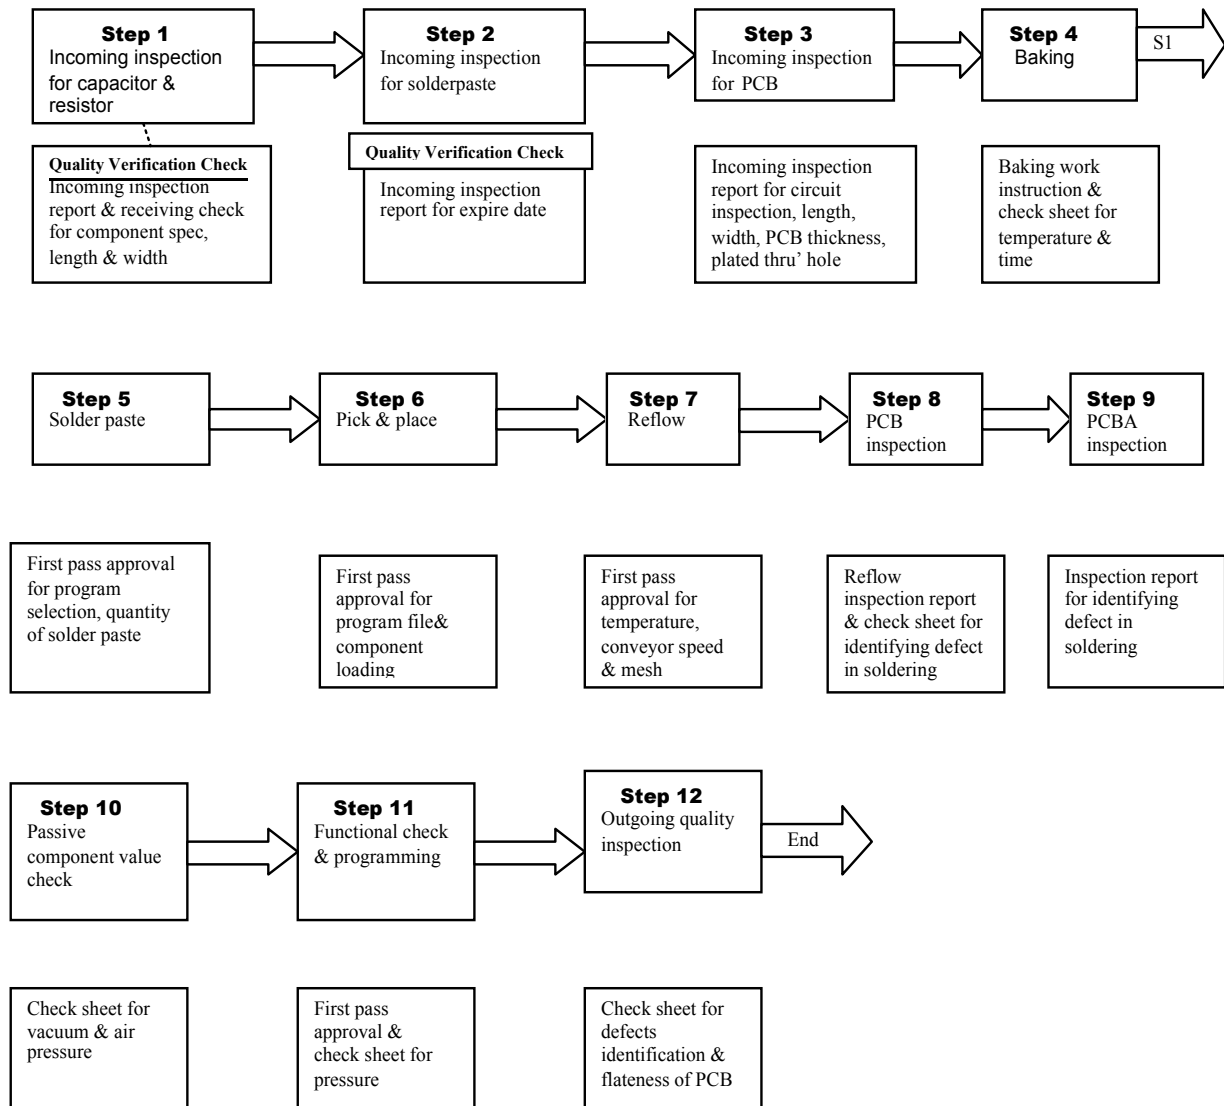 Step 1
Incoming inspection
for capacitor &
resistor
Step 2
Incoming inspection
for solderpaste
Step 3
Incoming inspection
for PCB
Step 4
Baking
S1
Quality Verification Check
Incoming inspection
report & receiving check
for component spec,
length & width
Quality Verification Check
Incoming inspection
report for expire date
Incoming inspection
report for circuit
inspection, length,
width, PCB thickness,
plated thru’ hole
Baking work
instruction &
check sheet for
temperature &
time
Step 5
Solder paste
Step 6
Pick & place
Step 7
Reflow
Step 8
PCB
inspection
Step 9
PCBA
inspection
First pass approval
for program
selection, quantity
of solder paste
First pass
approval for
program file&
component
loading
First pass
approval for
temperature,
conveyor speed
& mesh
Reflow
inspection report
& check sheet for
identifying defect
in soldering
Inspection report
for identifying
defect in
soldering
Step 10
Passive
component value
check
Step 11
Functional check
& programming
Step 12
Outgoing quality
inspection
End
Check sheet for
vacuum & air
pressure
First pass
approval &
check sheet for
pressure
Check sheet for
defects
identification &
flateness of PCB